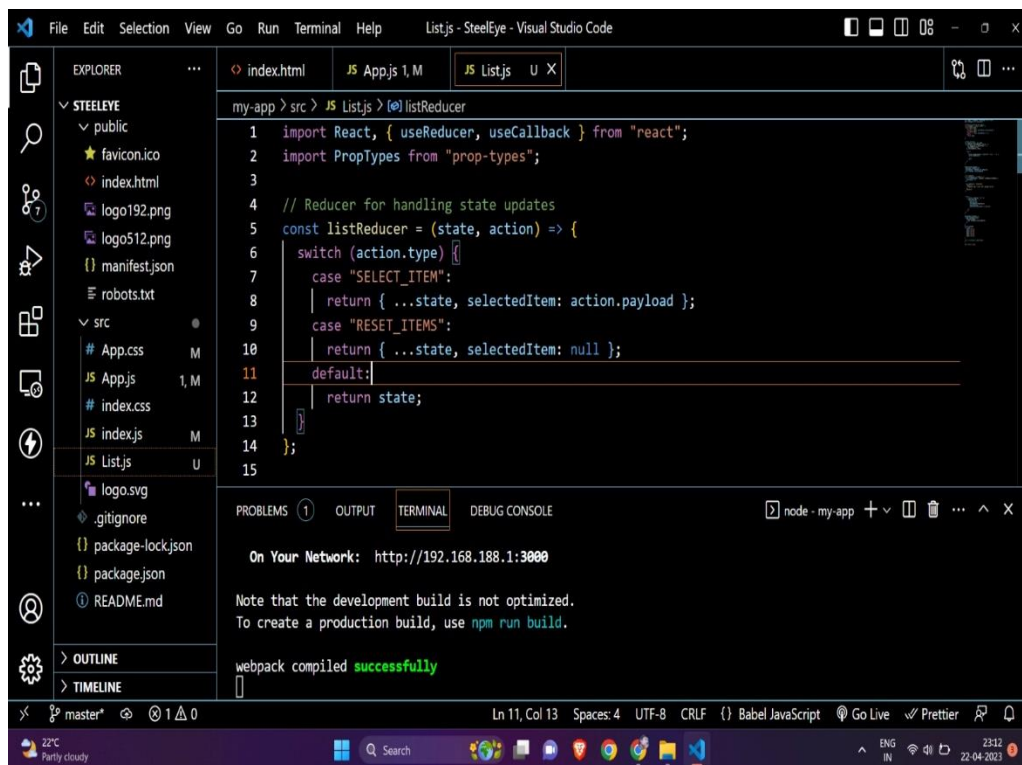 File Edit Selection View Go Run Terminal Help List.js - SteelEye - Visual Studio Code
EXPLORER
STEELEYE
public
favicon.ico
index.html
logo192.png
logo512.png
manifest.json
robots.txt
src
App.css M
App.js 1, M
index.css
index.js M
List.js U
logo.svg
.gitignore
package-lock.json
package.json
README.md
OUTLINE
TIMELINE
7
index.html JS App.js 1, M JS List.js U X
my-app > src > JS List.js > listReducer
1 import React, { useReducer, useCallback } from "react";
2 import PropTypes from "prop-types";
3
4 // Reducer for handling state updates
5 const listReducer = (state, action) => {
6 switch (action.type) {
7 case "SELECT_ITEM":
8 return { ...state, selectedItem: action.payload };
9 case "RESET_ITEMS":
10 return { ...state, selectedItem: null };
11 default:
12 return state;
13 }
14 };
15
PROBLEMS 1 OUTPUT TERMINAL DEBUG CONSOLE node - my-app
On Your Network: http://192.168.188.1:3000
Note that the development build is not optimized.
To create a production build, use npm run build.
webpack compiled successfully
master* 1 0 Ln 11, Col 13 Spaces: 4 UTF-8 CRLF {} Babel JavaScript Go Live Prettier
22°C
Partly cloudy
Search
ENG
IN
23:12
22-04-2023
3